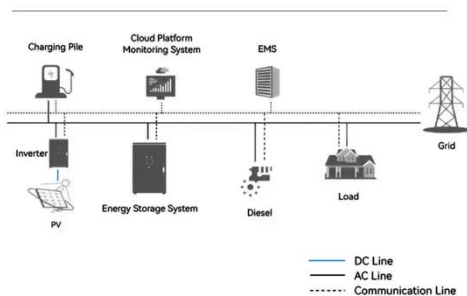 Charging Pile
Cloud Platform
Monitoring System
EMS
Grid
Inverter
PV
Energy Storage System
Diesel
Load
DC Line
AC Line
Communication Line